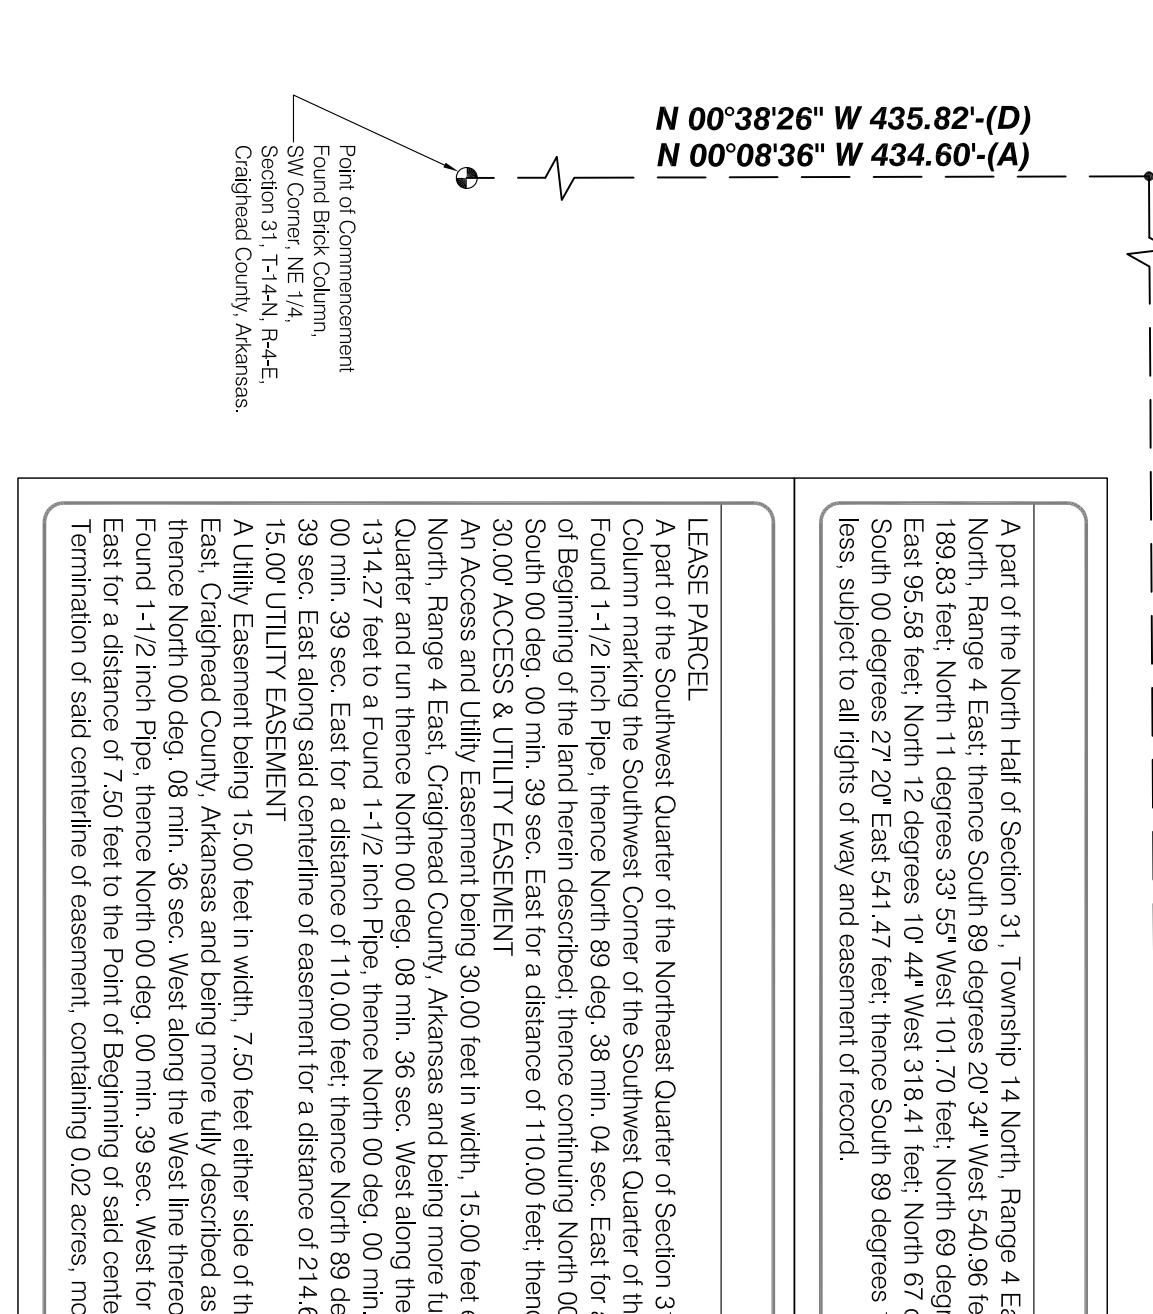 N 00°38'26" W 435.82'-(D)
N 00°08'36" W 434.60'-(A)
Point of Commencement
Found Brick Column,
SW Corner, NE 1/4,
Section 31, T-14-N, R-4-E,
Craighead County, Arkansas.
A part of the North Half of Section 31, Township 14 North, Range 4
North, Range 4 East; thence South 89 degrees 20' 34" West 540.96
189.83 feet; North 11 degrees 33' 55" West 101.70 feet; North 69
East 95.58 feet; North 12 degrees 10' 44" West 318.41 feet; North 67
South 00 degrees 27' 20" East 541.47 feet; thence South 89 degrees
less, subject to all rights of way and easement of record.
LEASE PARCEL
A part of the Southwest Quarter of the Northeast Quarter of Section
Column marking the Southwest Corner of the Southwest Quarter of
Found 1-1/2 inch Pipe, thence North 89 deg. 38 min. 04 sec. East for
of Beginning of the land herein described; thence continuing North
South 00 deg. 00 min. 39 sec. East for a distance of 110.00 feet;
30.00' ACCESS & UTILITY EASEMENT
An Access and Utility Easement being 30.00 feet in width, 15.00 feet
North, Range 4 East, Craighead County, Arkansas and being more
Quarter and run thence North 00 deg. 08 min. 36 sec. West along the
1314.27 feet to a Found 1-1/2 inch Pipe, thence North 00 deg. 00 min.
00 min. 39 sec. East for a distance of 110.00 feet; thence North 89
39 sec. East along said centerline of easement for a distance of
15.00' UTILITY EASEMENT
A Utility Easement being 15.00 feet in width, 7.50 feet either side of
East, Craighead County, Arkansas and being more fully described as
thence North 00 deg. 08 min. 36 sec. West along the West line
Found 1-1/2 inch Pipe, thence North 00 deg. 00 min. 39 sec. West for
East for a distance of 7.50 feet to the Point of Beginning of said
Termination of said centerline of easement, containing 0.02 acres,